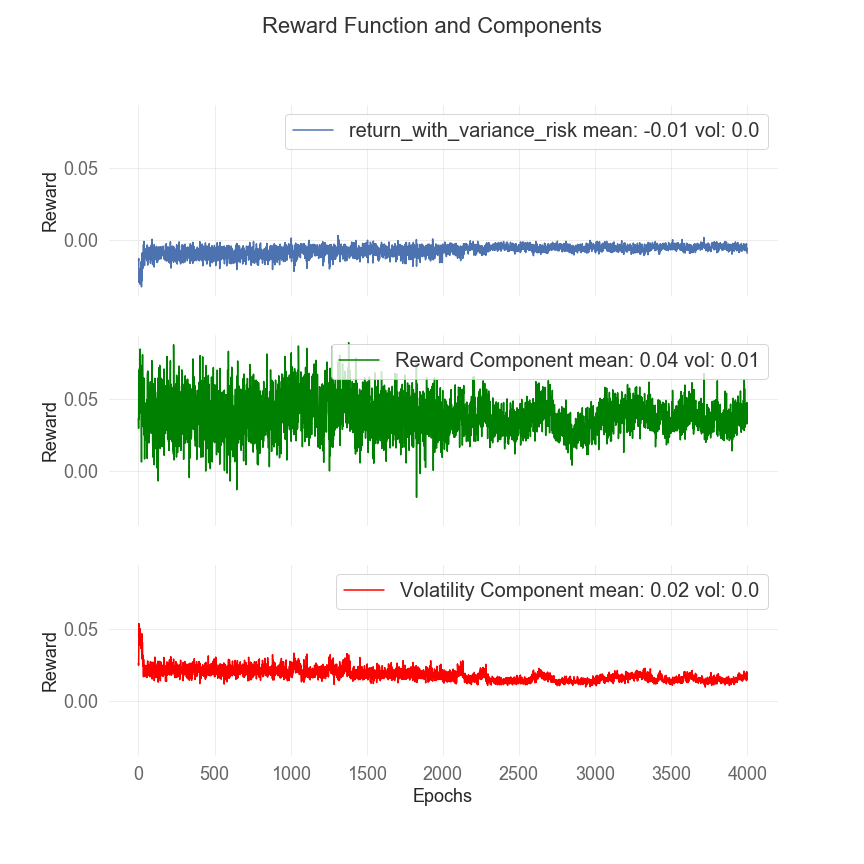 Reward Function and Components
return_with_variance_risk mean: -0.01 vol: 0.0
0.05
0.00
Reward
Reward Component mean: 0.04 vol: 0.01
0.05
0.00
Reward
Volatility Component mean: 0.02 vol: 0.0
0.05
0.00
Reward
0 500 1000 1500 2000 2500 3000 3500 4000
Epochs